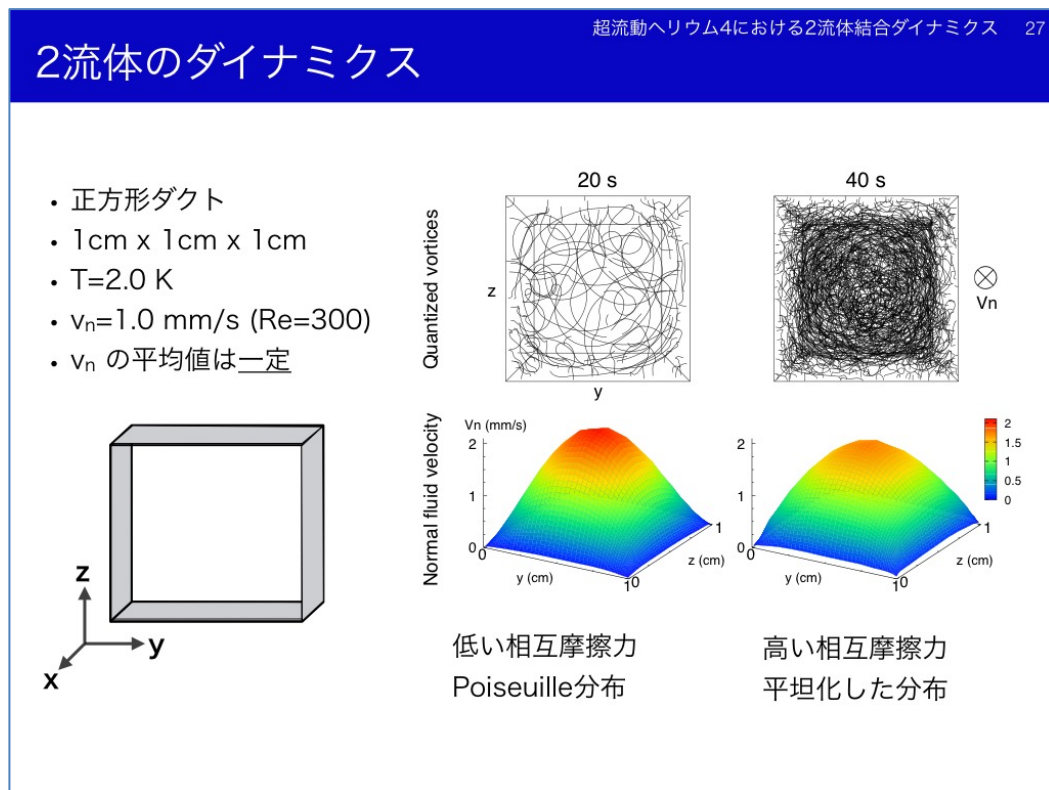 超流動ヘリウム4における2流体結合ダイナミクス 27
2流体のダイナミクス
• 正方形ダクト
• 1cm x 1cm x 1cm
• T=2.0 K
• vn=1.0 mm/s (Re=300)
• vn の平均値は一定
z
y
x
20 s
40 s
Quantized vortices
z
y
Vn
Normal fluid velocity
Vn (mm/s)
2
1
0
0
y (cm)
1
0
z (cm)
1
2
1
0
0
y (cm)
1
0
z (cm)
1
2
1.5
1
0.5
0
低い相互摩擦力
Poiseuille分布
高い相互摩擦力
平坦化した分布